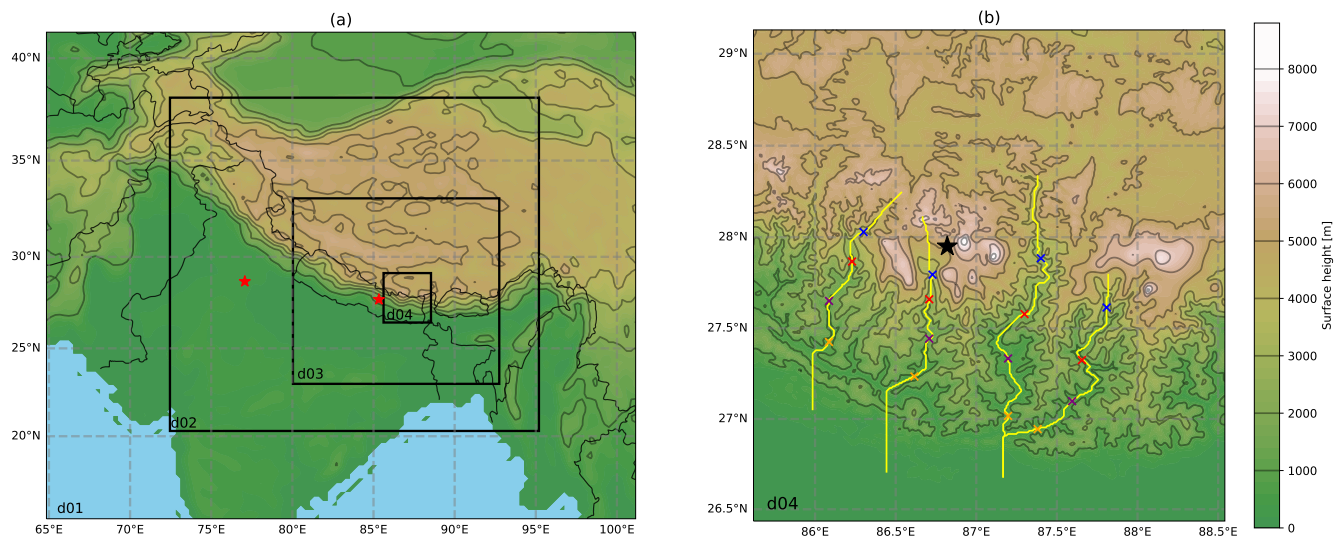 (a)
40°N
35°N
30°N
25°N
20°N
d04
d03
d02
d01
65°E 70°E 75°E 80°E 85°E 90°E 95°E 100°E
(b)
29°N
28.5°N
28°N
27.5°N
27°N
26.5°N
d04
86°E 86.5°E 87°E 87.5°E 88°E 88.5°E
8000
7000
6000
5000
4000
3000
2000
1000
0
Surface height [m]